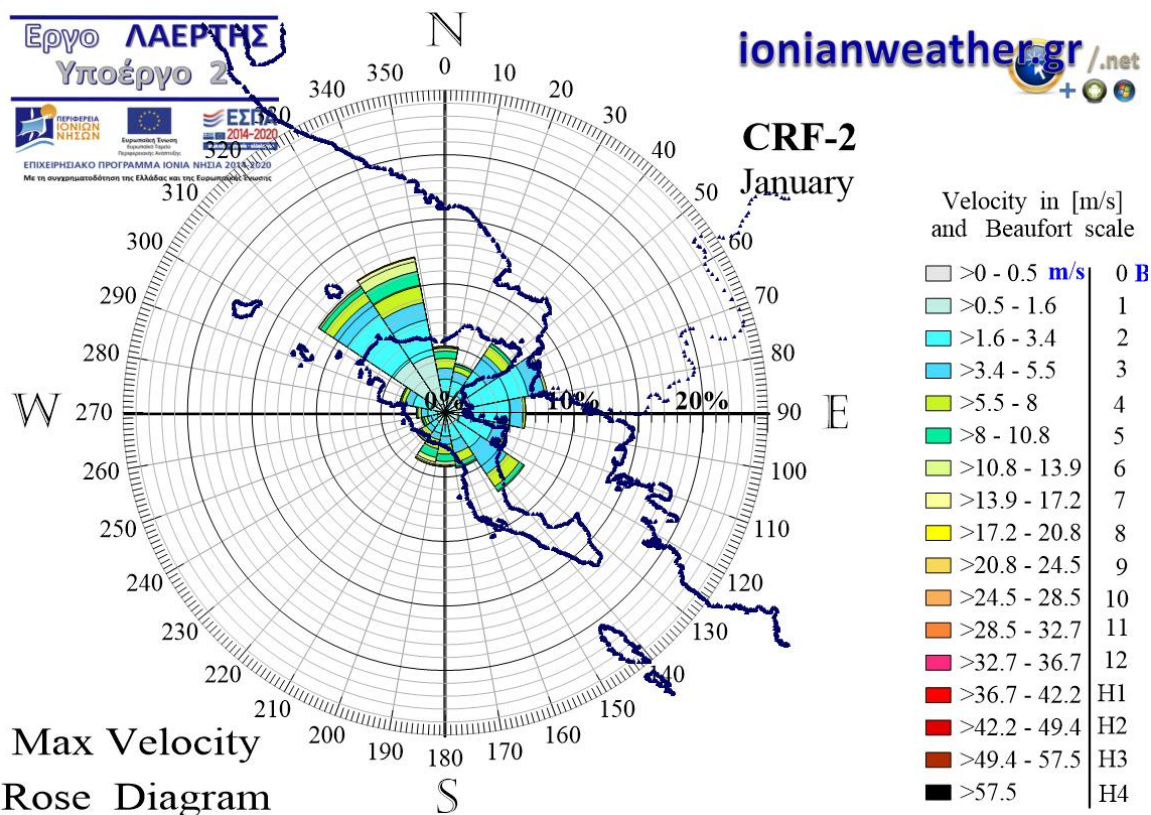 Εργο ΛΑΕΡΤΗΣ
Υποέργο 2
ΠΕΡΙΦΕΡΕΙΑ
ΙΟΝΙΩΝ
ΝΗΣΩΝ
Ευρωπαϊκή Ένωση
Ευρωπαϊκό Ταμείο
Περιφερειακής Ανάπτυξης
ΕΣΠΑ
2014-2020
ΕΠΙΧΕΙΡΗΣΙΑΚΟ ΠΡΟΓΡΑΜΜΑ ΙΟΝΙΑ ΝΗΣΙΑ 2014-2020
Με τη συγχρηματοδότηση της Ελλάδας και της Ευρωπαϊκής Ένωσης
ionianweather.gr/.net
CRF-2
January
N
0
10
20
30
40
50
60
70
80
90
E
100
110
120
130
140
150
160
170
180
S
190
200
210
220
230
240
250
260
270
W
280
290
300
310
320
330
340
350
0%
10%
20%
Velocity in [m/s]
and Beaufort scale
>0 - 0.5 m/s 0 B
>0.5 - 1.6 1
>1.6 - 3.4 2
>3.4 - 5.5 3
>5.5 - 8 4
>8 - 10.8 5
>10.8 - 13.9 6
>13.9 - 17.2 7
>17.2 - 20.8 8
>20.8 - 24.5 9
>24.5 - 28.5 10
>28.5 - 32.7 11
>32.7 - 36.7 12
>36.7 - 42.2 H1
>42.2 - 49.4 H2
>49.4 - 57.5 H3
>57.5 H4
Max Velocity
Rose Diagram